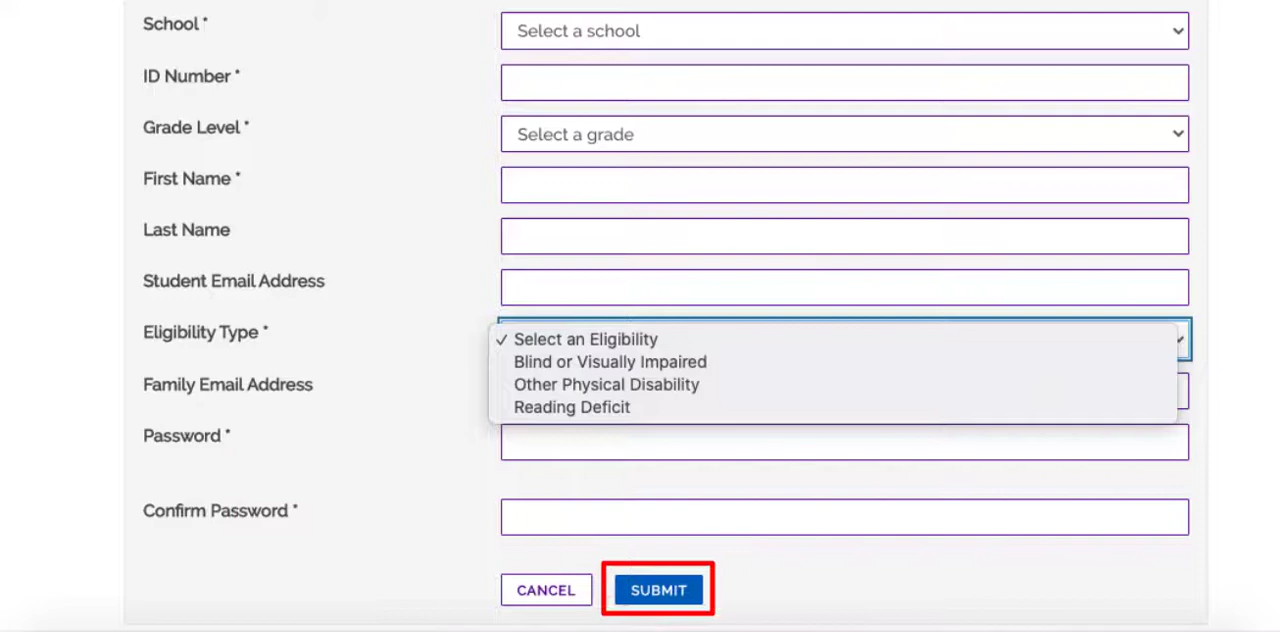 School *
Select a school
ID Number *
Grade Level *
Select a grade
First Name *
Last Name
Student Email Address
Eligibility Type *
✓ Select an Eligibility
Blind or Visually Impaired
Other Physical Disability
Reading Deficit
Family Email Address
Password *
Confirm Password *
CANCEL
SUBMIT